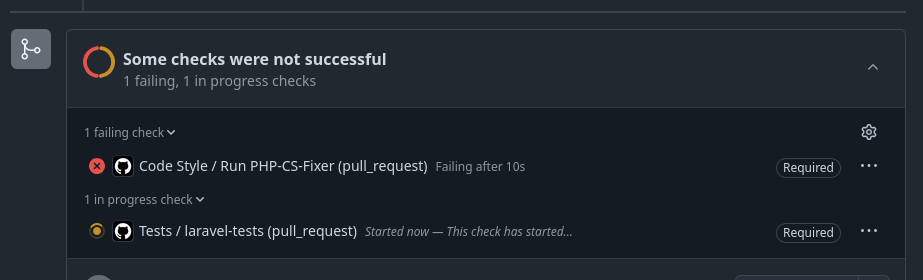 Some checks were not successful
1 failing, 1 in progress checks
1 failing check
Code Style / Run PHP-CS-Fixer (pull_request) Failing after 10s Required
1 in progress check
Tests / laravel-tests (pull_request) Started now — This check has started... Required